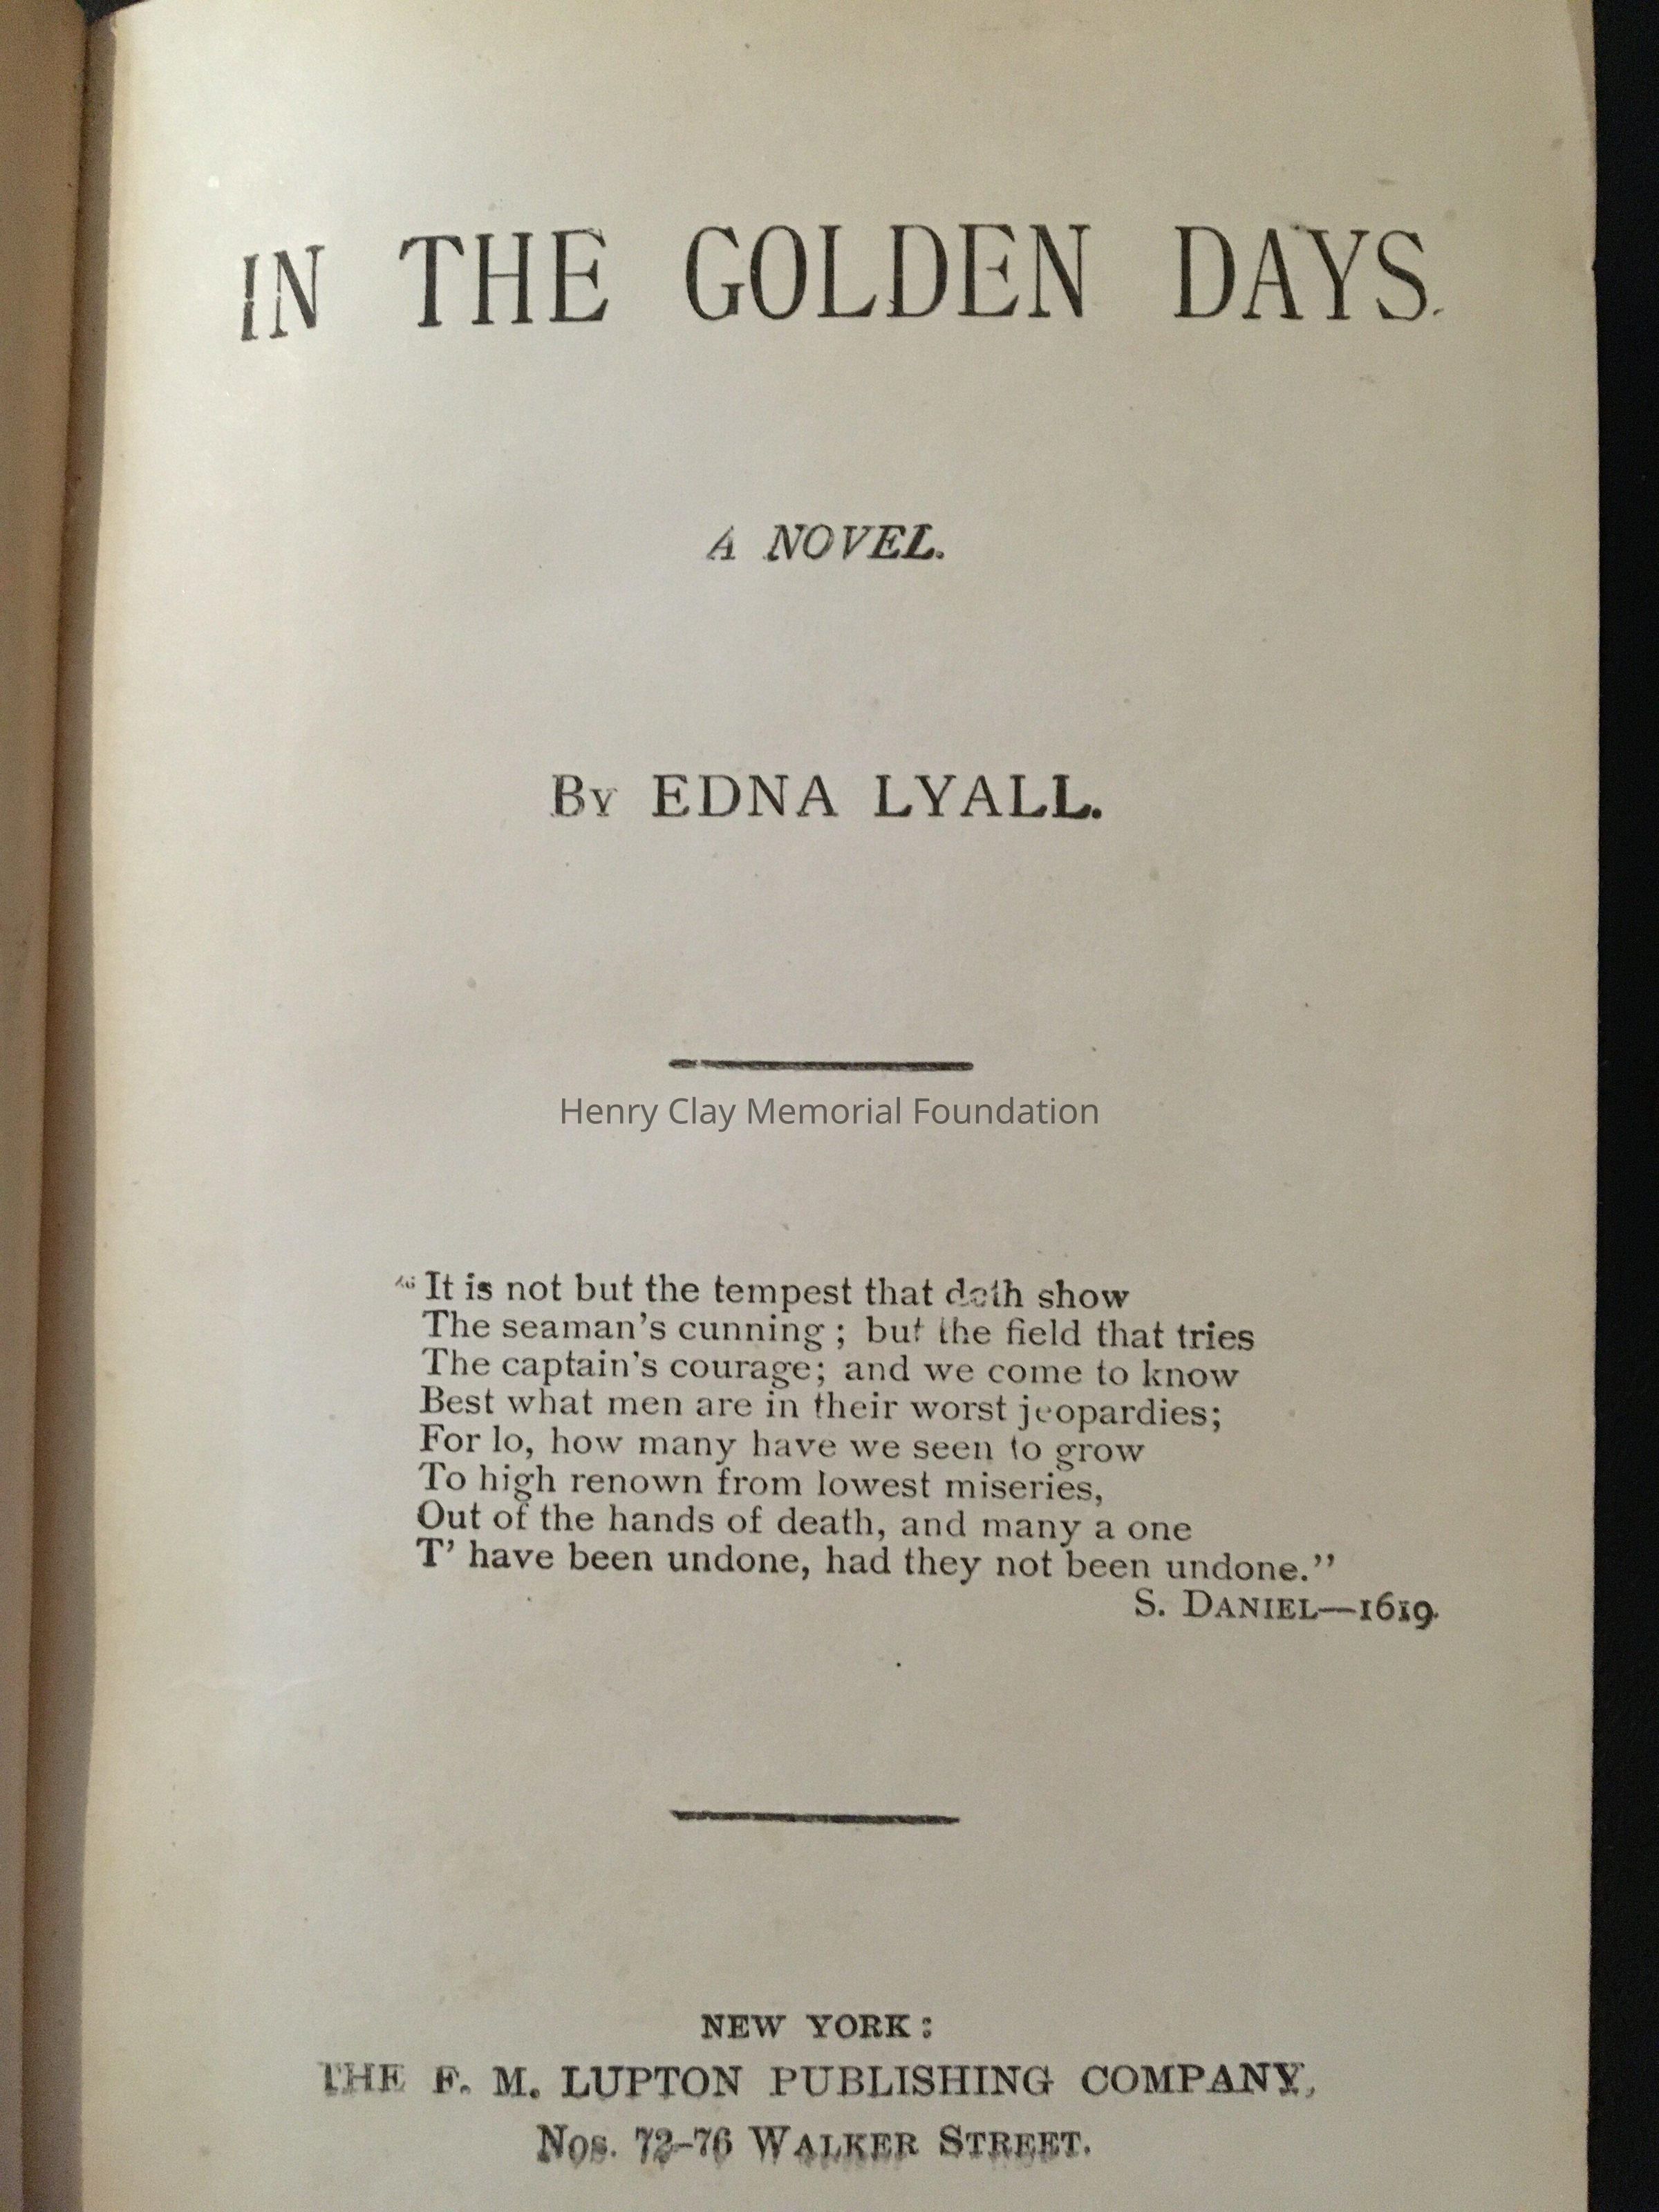 IN THE GOLDEN DAYS.
A NOVEL.
By EDNA LYALL.
Henry Clay Memorial Foundation
“It is not but the tempest that doth show
The seaman's cunning ; but the field that tries
The captain's courage; and we come to know
Best what men are in their worst jeopardies;
For lo, how many have we seen to grow
To high renown from lowest miseries,
Out of the hands of death, and many a one
T' have been undone, had they not been undone.”
S. DANIEL—1619.
NEW YORK:
THE F. M. LUPTON PUBLISHING COMPANY,
Nos. 72-76 WALKER STREET.